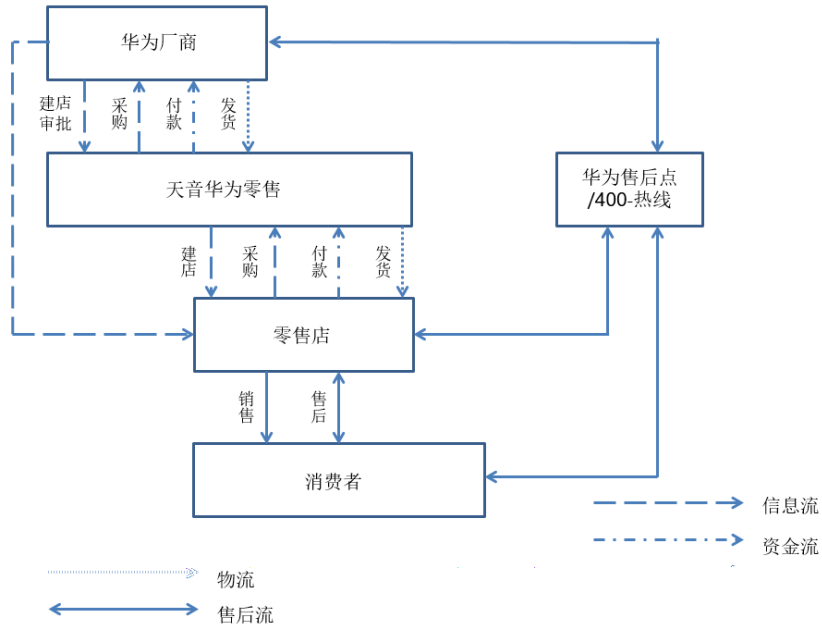 华为厂商
建店
审批
采购
付款
发货
天音华为零售
华为售后点
/400-热线
建店
采购
付款
发货
零售店
销售
售后
消费者
信息流
资金流
物流
售后流